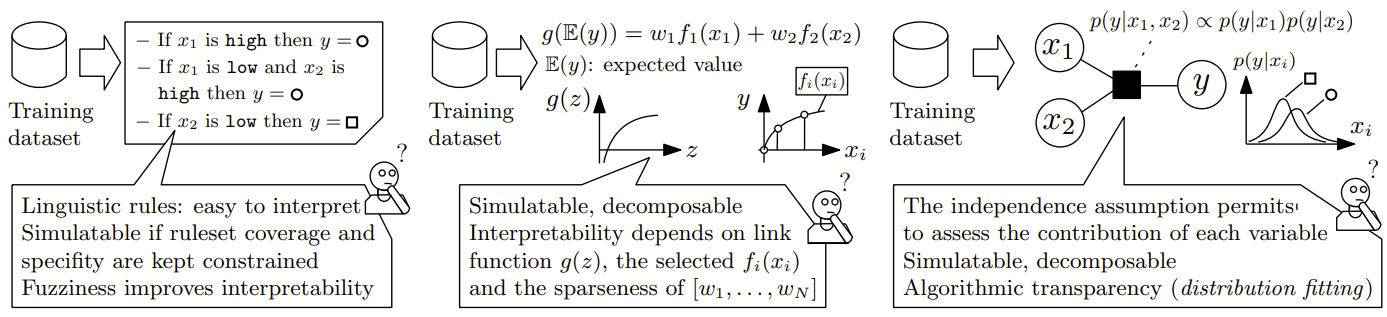 Training
dataset
– If x₁ is high then y = ○
– If x₁ is low and x₂ is
high then y = ○
– If x₂ is low then y = □
?
Linguistic rules: easy to interpret
Simulatable if ruleset coverage and
specifity are kept constrained
Fuzziness improves interpretability
Training
dataset
g(𝔼(y)) = w₁f₁(x₁) + w₂f₂(x₂)
𝔼(y): expected value
g(z)
z
y
fᵢ(xᵢ)
xᵢ
?
Simulatable, decomposable
Interpretability depends on link
function g(z), the selected fᵢ(xᵢ)
and the sparseness of [w₁, . . . , w_N]
Training
dataset
p(y|x₁, x₂) ∝ p(y|x₁)p(y|x₂)
x₁
x₂
y
p(y|xᵢ)
xᵢ
?
The independence assumption permits
to assess the contribution of each variable
Simulatable, decomposable
Algorithmic transparency (distribution fitting)